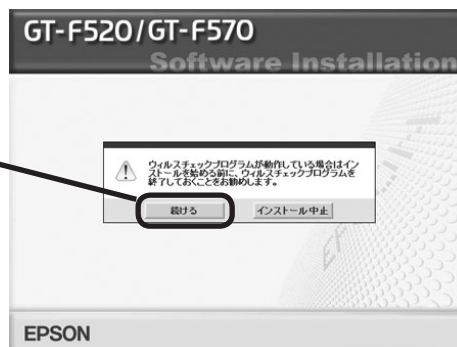 GT-F520/GT-F570
Software Installation
ウィルスチェックプログラムが動作している場合はイン
ストールを始める前に、ウィルスチェックプログラムを
終了しておくことをお勧めします。
続ける
インストール中止
EPSON